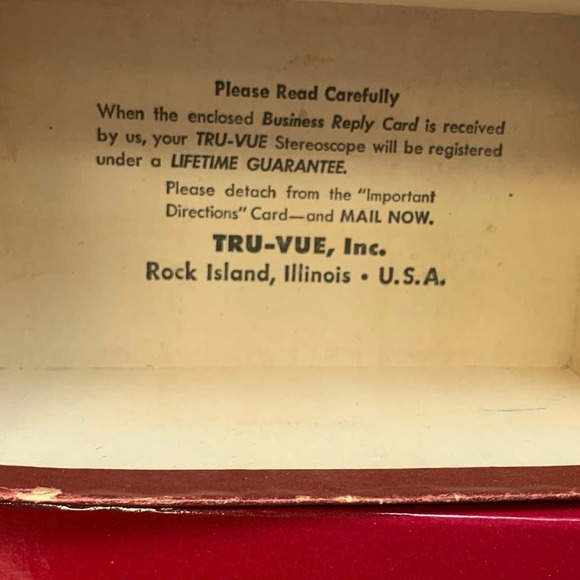 Please Read Carefully
When the enclosed Business Reply Card is received
by us, your TRU-VUE Stereoscope will be registered
under a LIFETIME GUARANTEE.
Please detach from the "Important
Directions" Card—and MAIL NOW.
TRU-VUE, Inc.
Rock Island, Illinois • U.S.A.